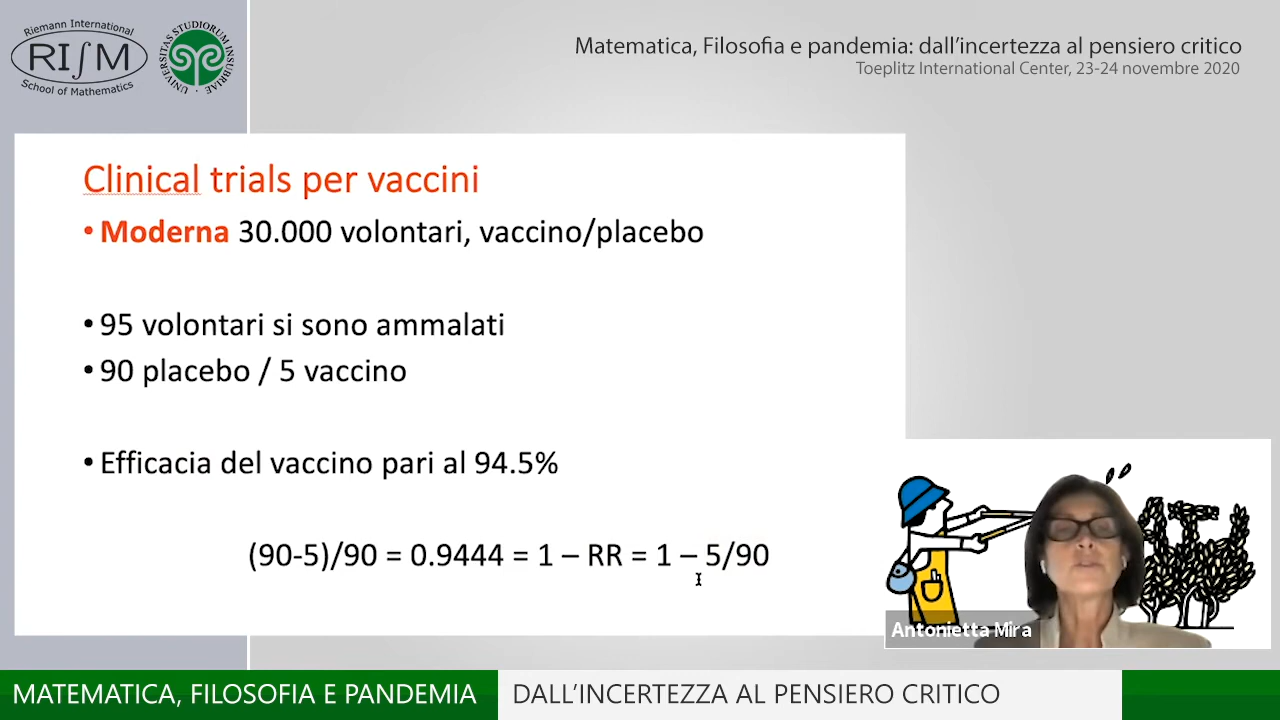 Riemann International
RI∫M
School of Mathematics
UNIVERSITAS STUDIORUM INSUBRIAE
Matematica, Filosofia e pandemia: dall'incertezza al pensiero critico
Toeplitz International Center, 23-24 novembre 2020
Clinical trials per vaccini
• Moderna 30.000 volontari, vaccino/placebo
• 95 volontari si sono ammalati
• 90 placebo / 5 vaccino
• Efficacia del vaccino pari al 94.5%
(90-5)/90 = 0.9444 = 1 – RR = 1 – 5/90
Antonietta Mira
MATEMATICA, FILOSOFIA E PANDEMIA
DALL'INCERTEZZA AL PENSIERO CRITICO